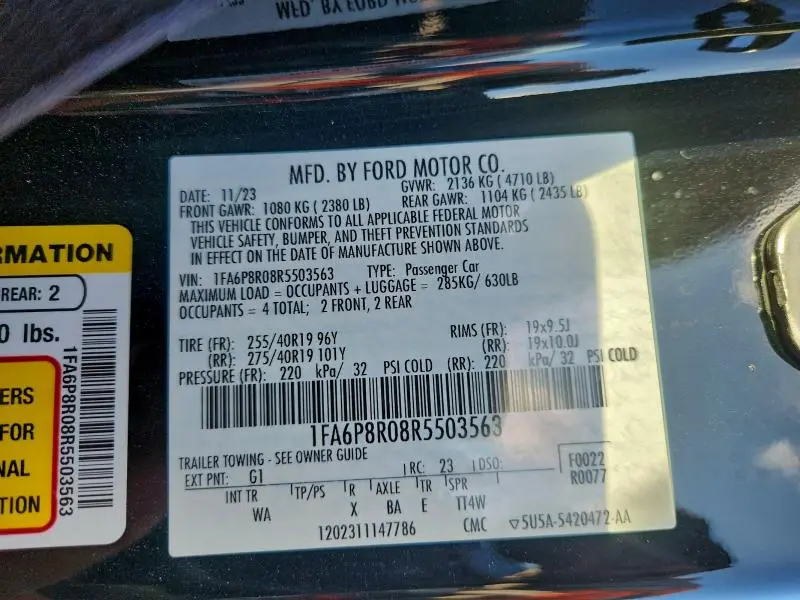 WFD. BY FORD
MFD. BY FORD MOTOR CO.
DATE: 11/23 GVWR: 2136 KG ( 4710 LB)
FRONT GAWR: 1080 KG ( 2380 LB) REAR GAWR: 1104 KG ( 2435 LB)
THIS VEHICLE CONFORMS TO ALL APPLICABLE FEDERAL MOTOR
VEHICLE SAFETY, BUMPER, AND THEFT PREVENTION STANDARDS
IN EFFECT ON THE DATE OF MANUFACTURE SHOWN ABOVE.
VIN: 1FA6P8R08R5503563 TYPE: Passenger Car
MAXIMUM LOAD = OCCUPANTS + LUGGAGE = 285KG/ 630LB
OCCUPANTS = 4 TOTAL; 2 FRONT, 2 REAR
TIRE (FR): 255/40R19 96Y RIMS (FR): 19x9.5J
(RR): 275/40R19 101Y (RR): 19x10.0J
PRESSURE (FR): 220 kPa/ 32 PSI COLD (RR): 220 kPa/ 32 PSI COLD
1FA6P8R08R5503563
TRAILER TOWING - SEE OWNER GUIDE
EXT PNT: G1 RC: 23 DSO: F0022
R0077
INT TR TP/PS R AXLE TR SPR
WA X BA E TT4W
1202311147786 CMC ▽5U5A-5420472-AA
RMATION
REAR: 2
0 lbs.
ERS
FOR
NAL
TION
1FA6P8R08R5503563